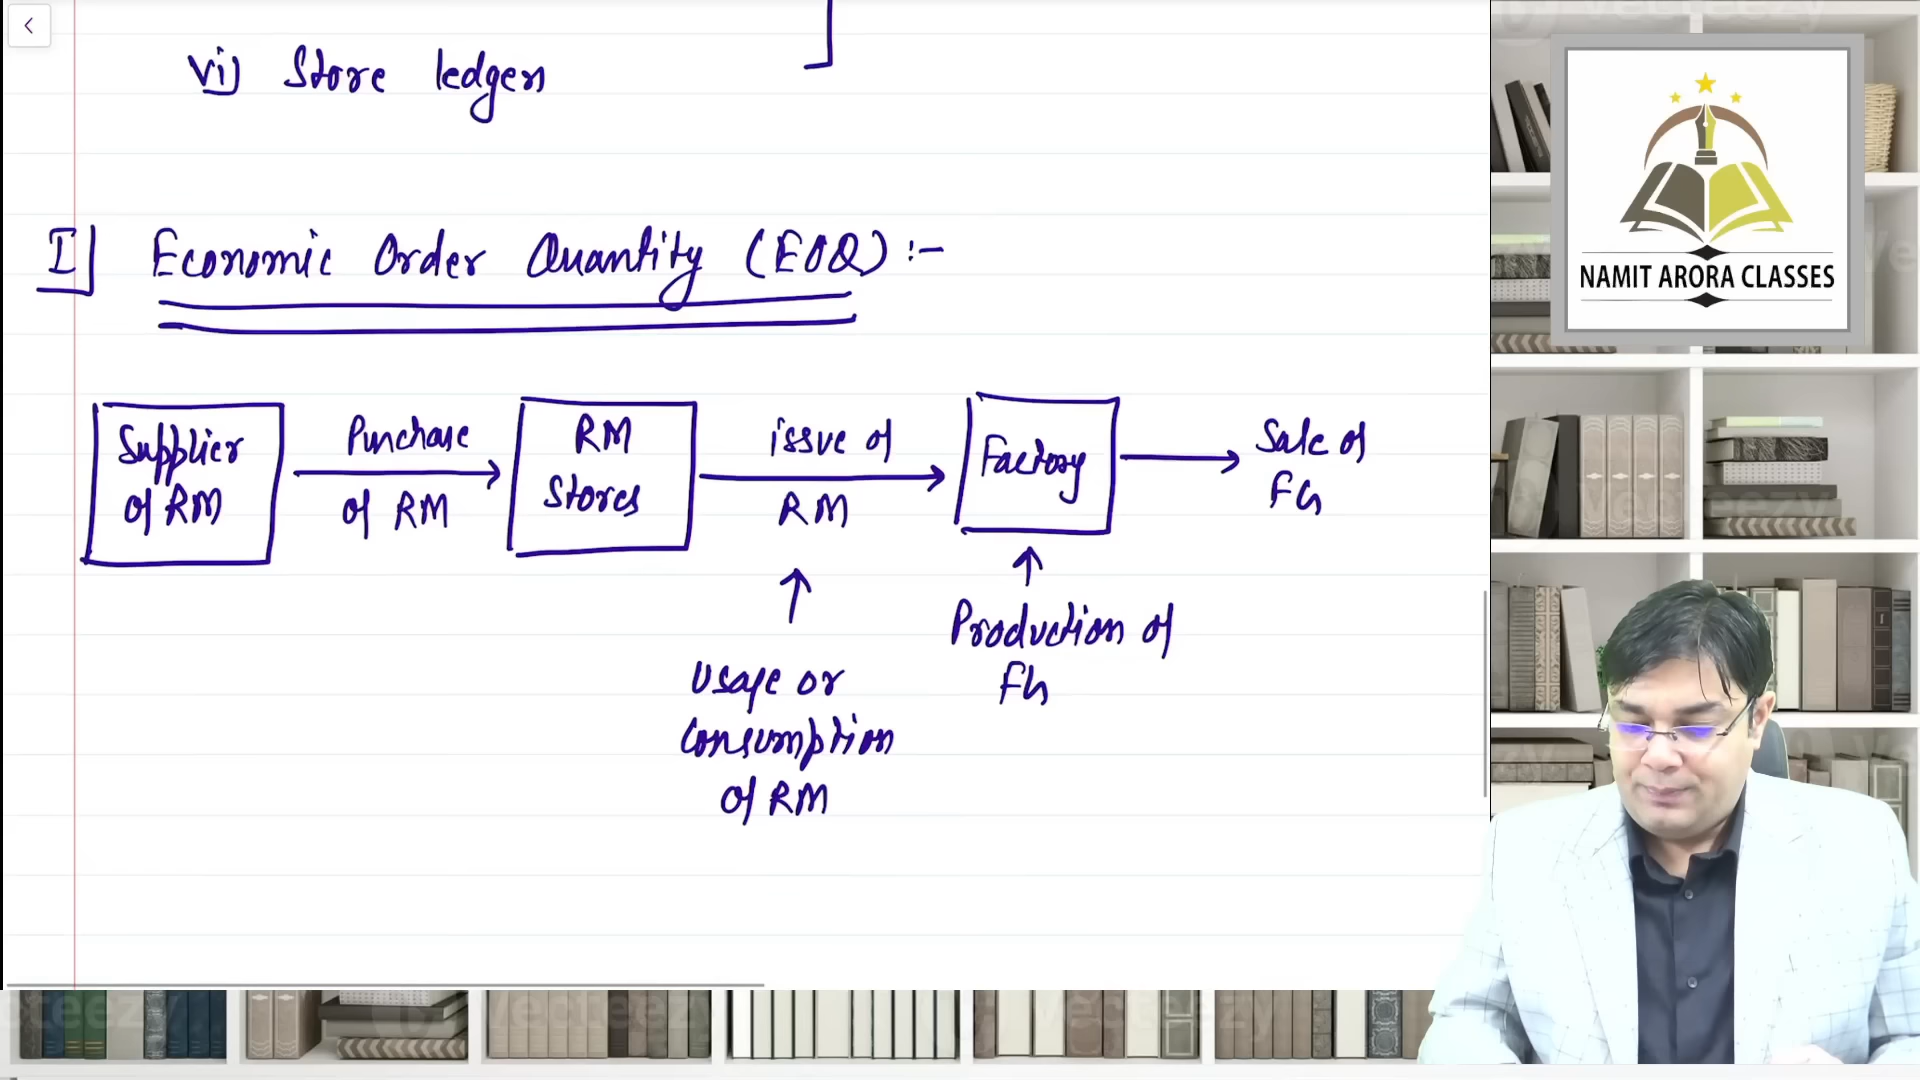 vi) Store ledger
I] Economic Order Quantity (EOQ) :-
Supplier
of RM
Purchase
of RM
RM
Stores
issue of
RM
Factory
Sale of
FG
Usage or
Consumption
of RM
Production of
FG
NAMIT ARORA CLASSES